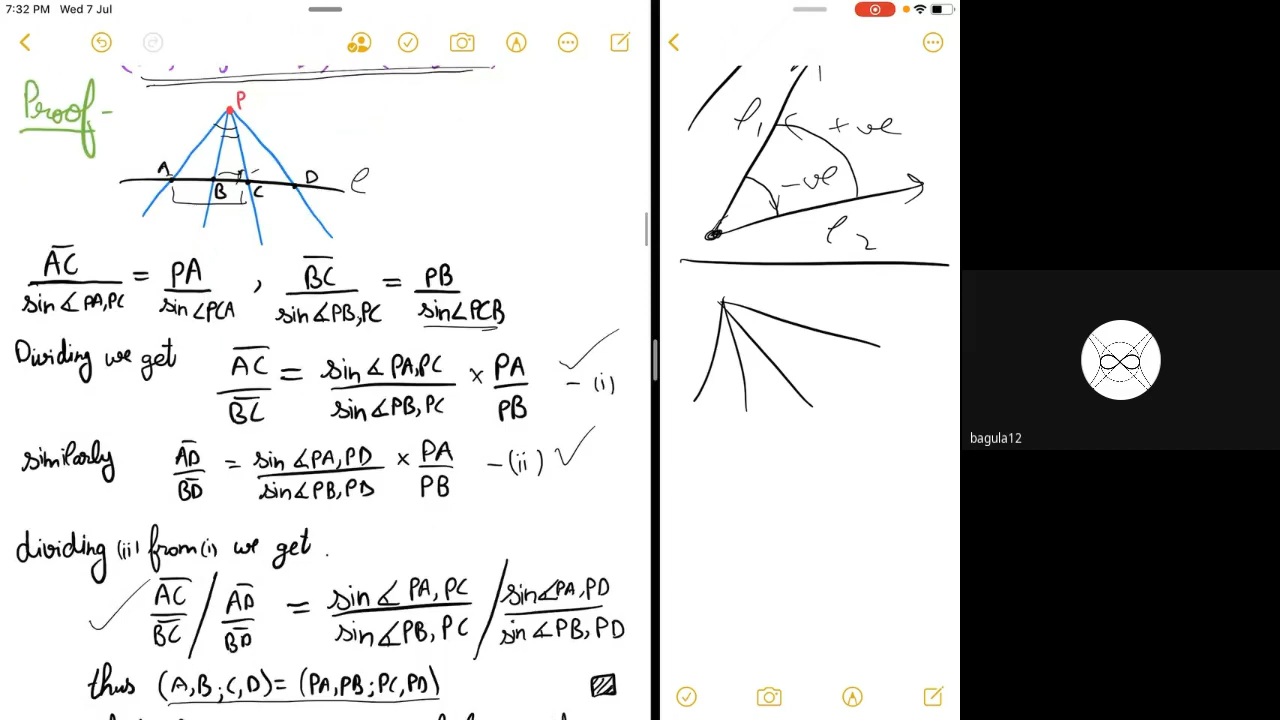 7:32 PM Wed 7 Jul
Proof -
P
A B C D l
AC̅ / sin∡PA,PC = PA / sin∠PCA , BC̅ / sin∡PB,PC = PB / sin∠PCB
Dividing we get AC̅ / BC̅ = sin∡PA,PC / sin∡PB,PC × PA / PB - (i)
similarly AD̅ / BD̅ = sin∡PA,PD / sin∡PB,PD × PA / PB - (ii)
dividing (ii) from (i) we get.
AC̅ / BC̅ / AD̅ / BD̅ = sin∡PA,PC / sin∡PB,PC / sin∡PA,PD / sin∡PB,PD
thus (A,B;C,D) = (PA,PB;PC,PD)
l₁ +ve
-ve
l₂
bagula12